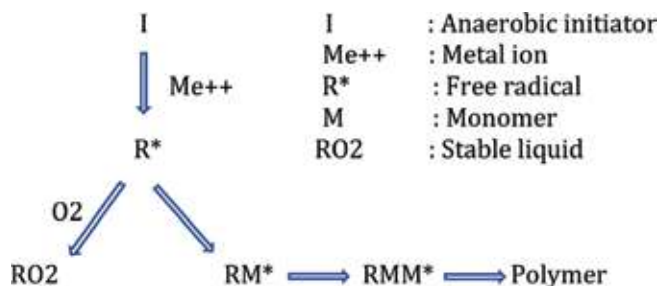 I
Me++
R*
O2
RO2 RM* RMM* Polymer
I : Anaerobic initiator
Me++ : Metal ion
R* : Free radical
M : Monomer
RO2 : Stable liquid